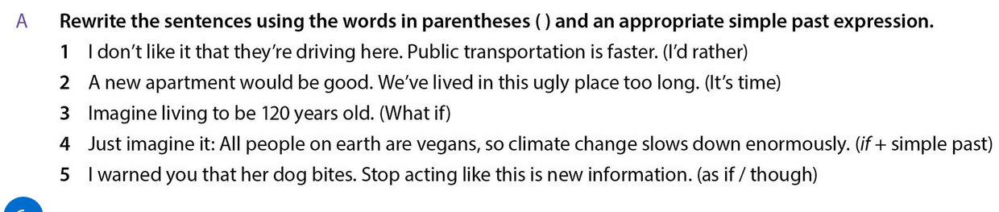 A Rewrite the sentences using the words in parentheses ( ) and an appropriate simple past expression.
1 I don't like it that they're driving here. Public transportation is faster. (I'd rather)
2 A new apartment would be good. We've lived in this ugly place too long. (It's time)
3 Imagine living to be 120 years old. (What if)
4 Just imagine it: All people on earth are vegans, so climate change slows down enormously. (if + simple past)
5 I warned you that her dog bites. Stop acting like this is new information. (as if / though)